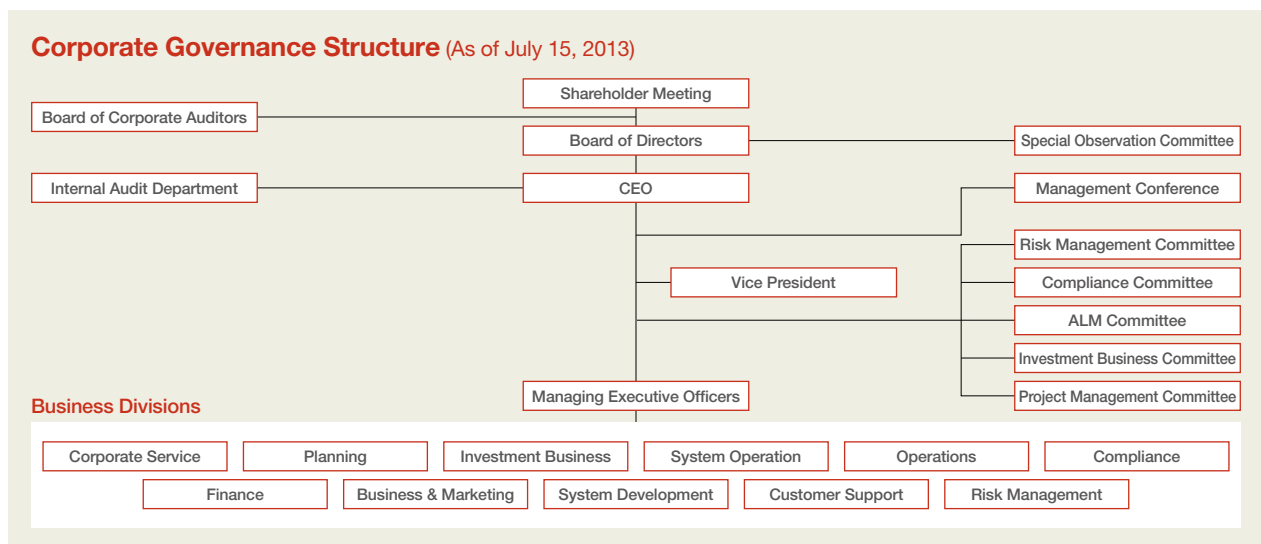 Corporate Governance Structure (As of July 15, 2013)
Shareholder Meeting
Board of Corporate Auditors
Board of Directors
Special Observation Committee
Internal Audit Department
CEO
Management Conference
Risk Management Committee
Vice President
Compliance Committee
ALM Committee
Investment Business Committee
Managing Executive Officers
Project Management Committee
Business Divisions
Corporate Service
Planning
Investment Business
System Operation
Operations
Compliance
Finance
Business & Marketing
System Development
Customer Support
Risk Management